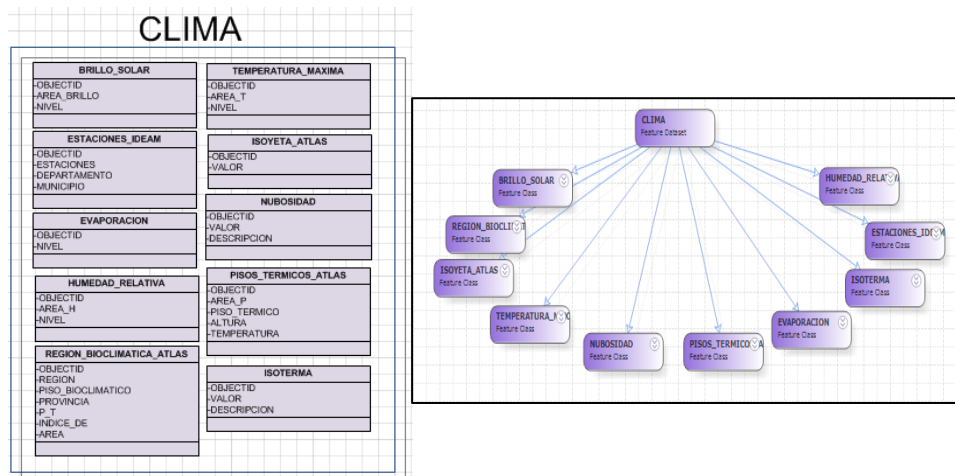 CLIMA
BRILLO_SOLAR
-OBJECTID
-AREA_BRILLO
-NIVEL
ESTACIONES_IDEAM
-OBJECTID
-ESTACIONES
-DEPARTAMENTO
-MUNICIPIO
EVAPORACION
-OBJECTID
-NIVEL
HUMEDAD_RELATIVA
-OBJECTID
-AREA_H
-NIVEL
REGION_BIOCLIMATICA_ATLAS
-OBJECTID
-REGION
-PISO_BIOCLIMATICO
-PROVINCIA
-P_T
-INDICE_DE
-AREA
TEMPERATURA_MAXIMA
-OBJECTID
-AREA_T
-NIVEL
ISOYETA_ATLAS
-OBJECTID
-VALOR
NUBOSIDAD
-OBJECTID
-VALOR
-DESCRIPCION
PISOS_TERMICOS_ATLAS
-OBJECTID
-AREA_P
-PISO_TERMICO
-ALTURA
-TEMPERATURA
ISOTERMA
-OBJECTID
-VALOR
-DESCRIPCION
CLIMA
Feature Dataset
BRILLO_SOLAR
Feature Class
REGION_BIOCLI
Feature Class
ISOYETA_ATLAS
Feature Class
TEMPERATURA_M
Feature Class
NUBOSIDAD
Feature Class
PISOS_TERMICO
Feature Class
EVAPORACION
Feature Class
ISOTERMA
Feature Class
ESTACIONES_IDEAM
Feature Class
HUMEDAD_RELATIVA
Feature Class